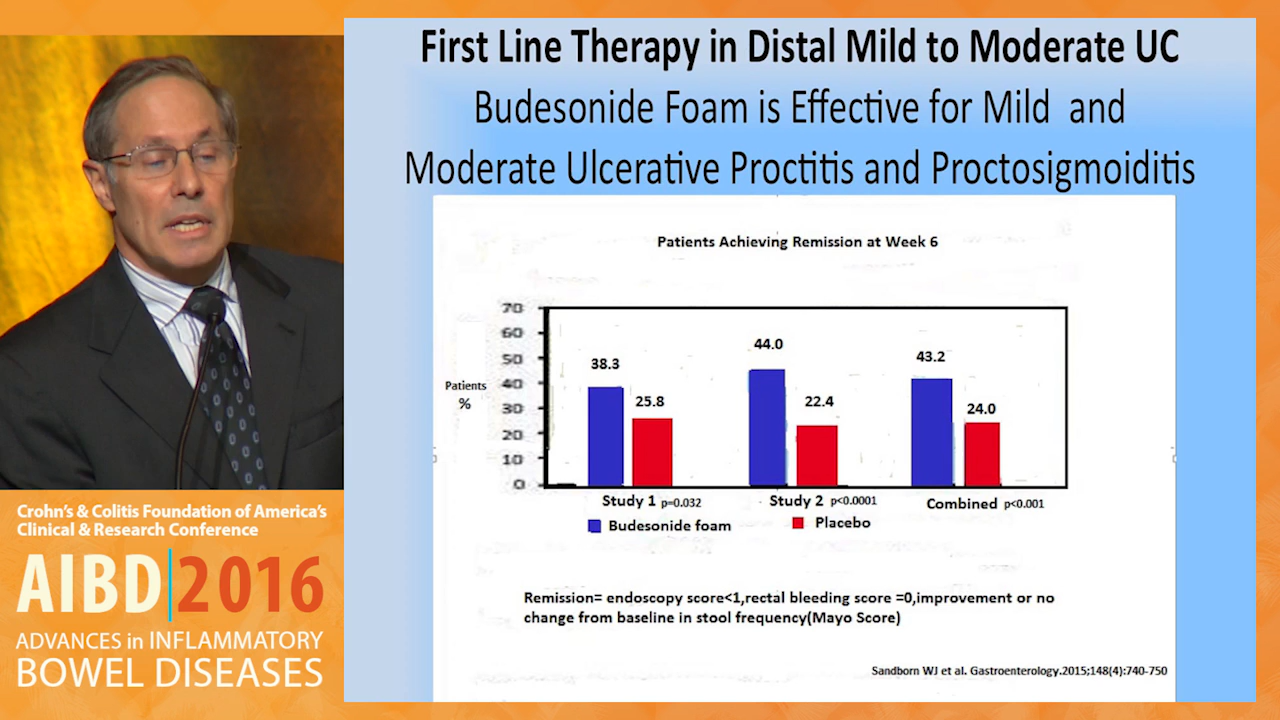 First Line Therapy in Distal Mild to Moderate UC
Budesonide Foam is Effective for Mild and
Moderate Ulcerative Proctitis and Proctosigmoiditis
Patients Achieving Remission at Week 6
70
60
50
40
30
20
10
0
Patients
%
38.3
25.8
44.0
22.4
43.2
24.0
Study 1 p=0.032
Study 2 p<0.0001
Combined p<0.001
Budesonide foam
Placebo
Remission= endoscopy score<1,rectal bleeding score =0,improvement or no
change from baseline in stool frequency(Mayo Score)
Sandborn WJ et al. Gastroenterology.2015;148(4):740-750
Crohn's & Colitis Foundation of America's
Clinical & Research Conference
AIBD|2016
ADVANCES in INFLAMMATORY
BOWEL DISEASES